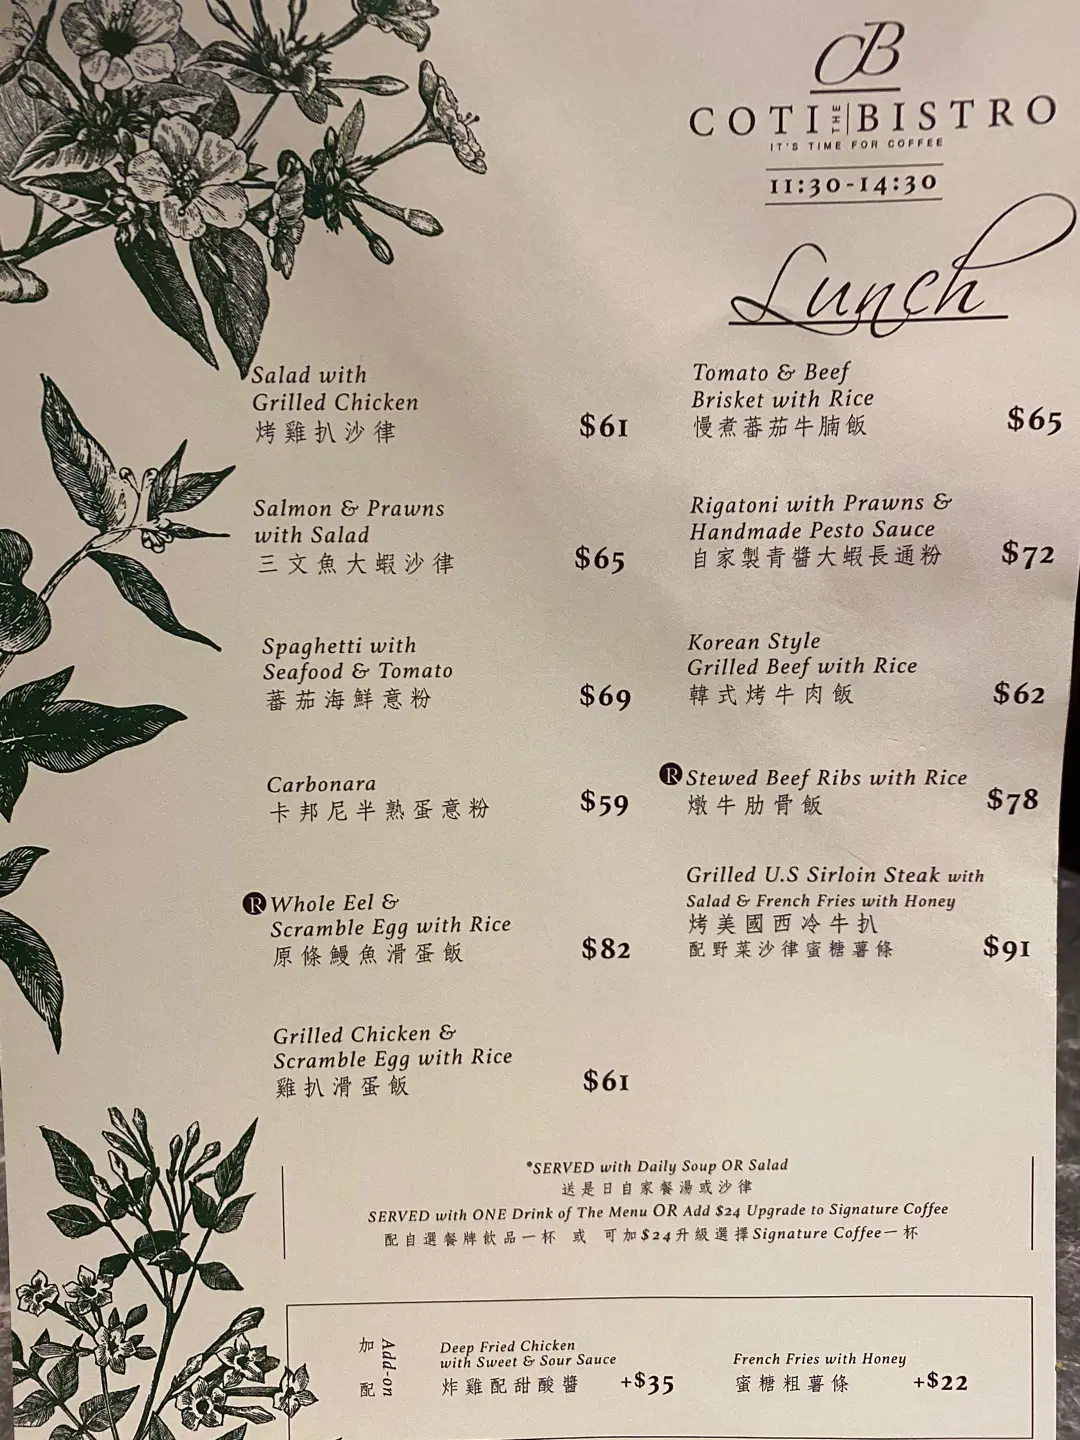 CB
COTI THE BISTRO
IT'S TIME FOR COFFEE
11:30-14:30
Lunch
Salad with
Grilled Chicken
烤雞扒沙律
$61
Salmon & Prawns
with Salad
三文魚大蝦沙律
$65
Spaghetti with
Seafood & Tomato
蕃茄海鮮意粉
$69
Carbonara
卡邦尼半熟蛋意粉
$59
R Whole Eel &
Scramble Egg with Rice
原條鰻魚滑蛋飯
$82
Grilled Chicken &
Scramble Egg with Rice
雞扒滑蛋飯
$61
Tomato & Beef
Brisket with Rice
慢煮蕃茄牛腩飯
$65
Rigatoni with Prawns &
Handmade Pesto Sauce
自家製青醬大蝦長通粉
$72
Korean Style
Grilled Beef with Rice
韓式烤牛肉飯
$62
R Stewed Beef Ribs with Rice
燉牛肋骨飯
$78
Grilled U.S Sirloin Steak with
Salad & French Fries with Honey
烤美國西冷牛扒
配野菜沙律蜜糖薯條
$91
*SERVED with Daily Soup OR Salad
送是日自家餐湯或沙律
SERVED with ONE Drink of The Menu OR Add $24 Upgrade to Signature Coffee
配自選餐牌飲品一杯 或 可加$24升級選擇Signature Coffee一杯
加配
Add-on
Deep Fried Chicken
with Sweet & Sour Sauce
炸雞配甜酸醬
+$35
French Fries with Honey
蜜糖粗薯條
+$22